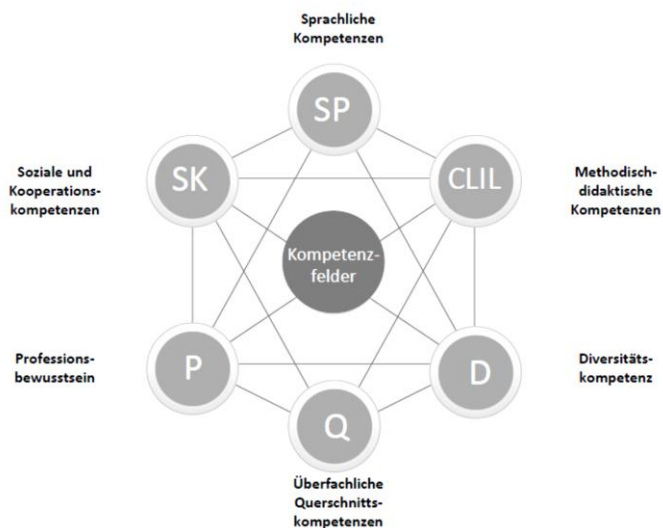 Sprachliche
Kompetenzen
SP
Soziale und
Kooperations-
kompetenzen
SK
CLIL
Methodisch-
didaktische
Kompetenzen
Kompetenz-
felder
Professions-
bewusstsein
P
D
Diversitäts-
kompetenz
Q
Überfachliche
Querschnitts-
kompetenzen